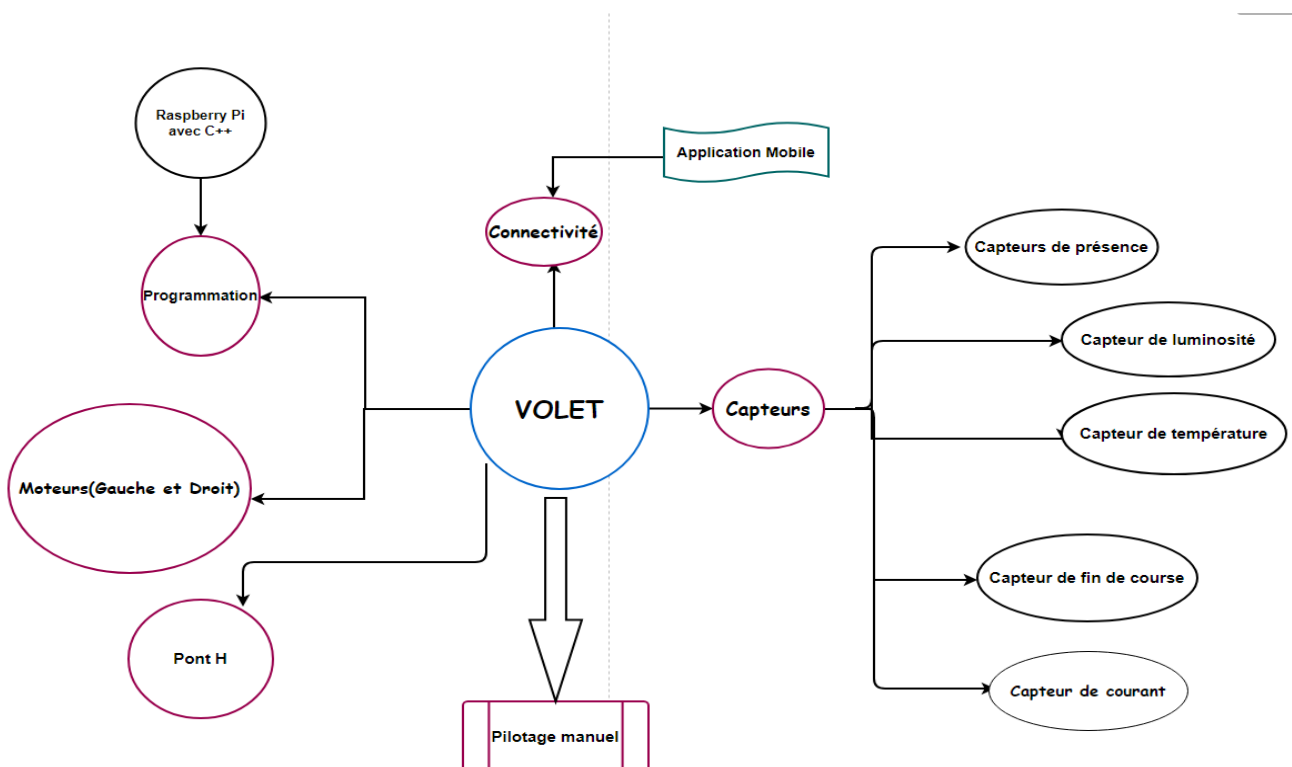 Raspberry Pi
avec C++
Application Mobile
Connectivité
Capteurs de présence
Programmation
Capteur de luminosité
VOLET
Capteurs
Capteur de température
Moteurs(Gauche et Droit)
Capteur de fin de course
Pont H
Capteur de courant
Pilotage manuel